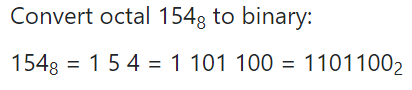 Convert octal 154₈ to binary:
154₈ = 1 5 4 = 1 101 100 = 1101100₂